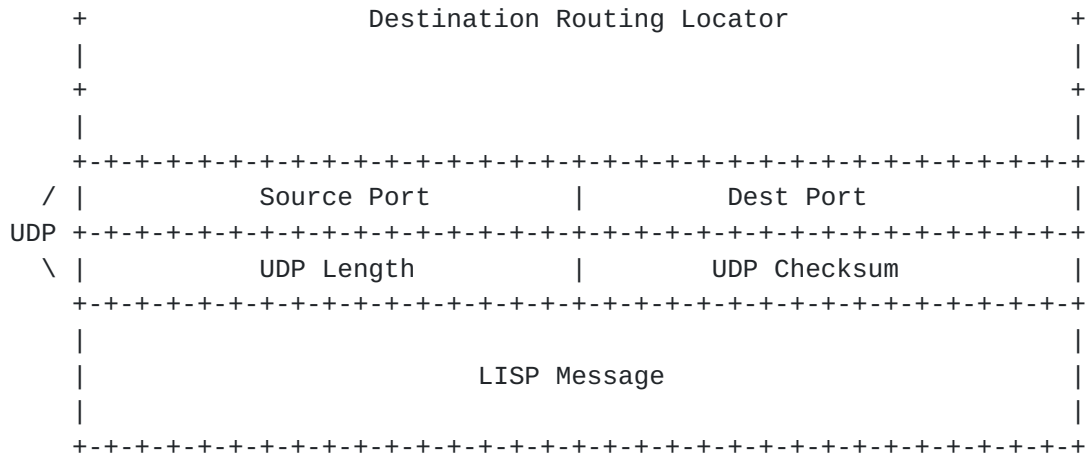 +                  Destination Routing Locator                  +
|                                                               |
+                                                               +
|                                                               |
+-+-+-+-+-+-+-+-+-+-+-+-+-+-+-+-+-+-+-+-+-+-+-+-+-+-+-+-+-+-+-+-+
/ |           Source Port         |         Dest Port             |
UDP +-+-+-+-+-+-+-+-+-+-+-+-+-+-+-+-+-+-+-+-+-+-+-+-+-+-+-+-+-+-+-+-+
\ |           UDP Length          |        UDP Checksum           |
+-+-+-+-+-+-+-+-+-+-+-+-+-+-+-+-+-+-+-+-+-+-+-+-+-+-+-+-+-+-+-+-+
|                                                               |
|                         LISP Message                          |
|                                                               |
+-+-+-+-+-+-+-+-+-+-+-+-+-+-+-+-+-+-+-+-+-+-+-+-+-+-+-+-+-+-+-+-+